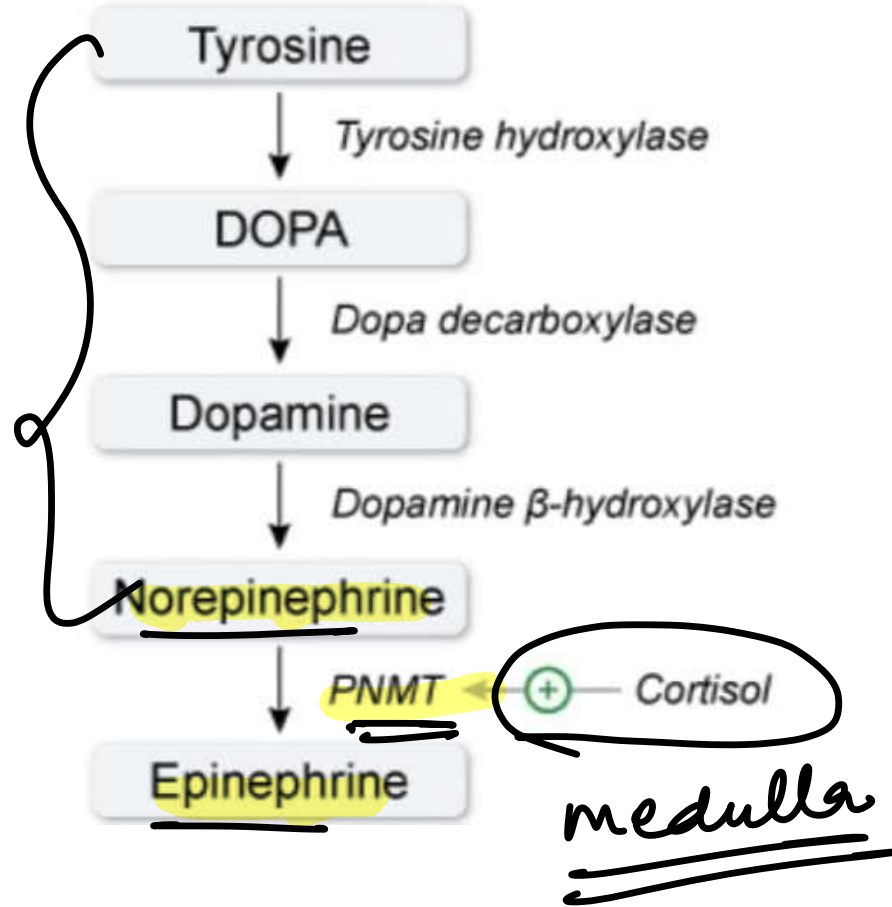 Tyrosine
Tyrosine hydroxylase
DOPA
Dopa decarboxylase
Dopamine
Dopamine β-hydroxylase
Norepinephrine
PNMT + Cortisol
Epinephrine
medulla